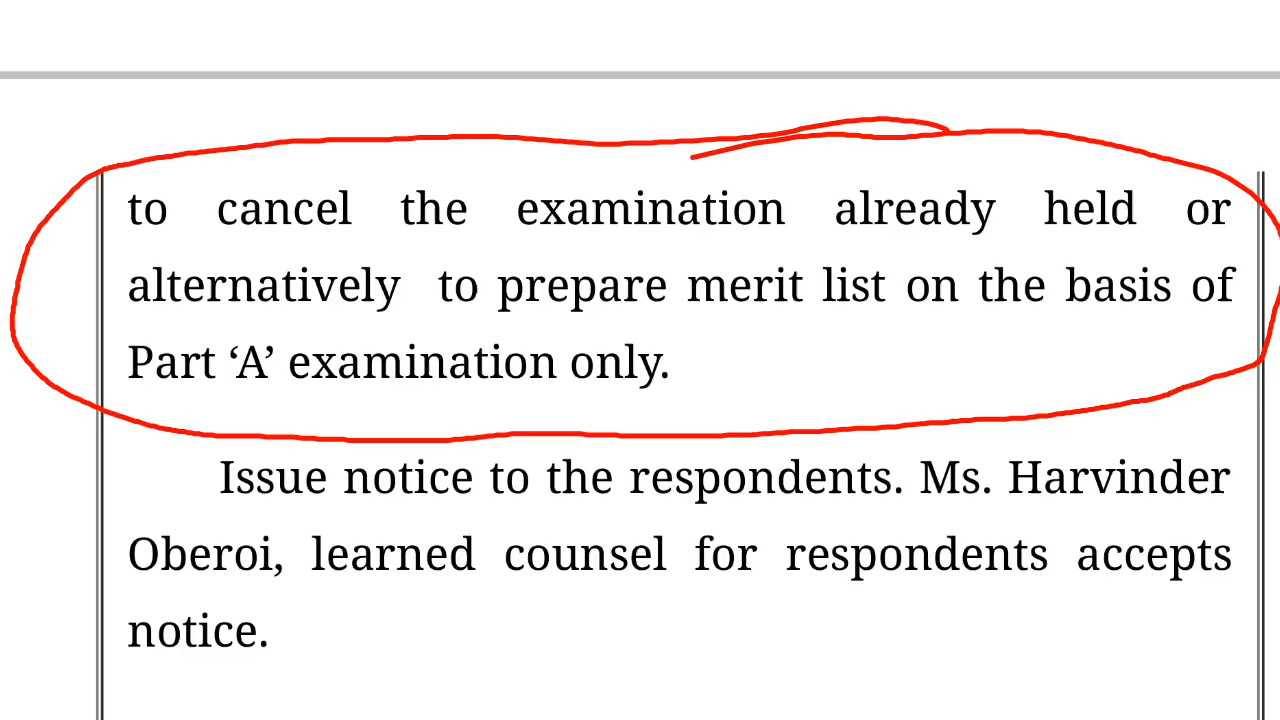 to cancel the examination already held or
alternatively to prepare merit list on the basis of
Part ‘A’ examination only.
Issue notice to the respondents. Ms. Harvinder
Oberoi, learned counsel for respondents accepts
notice.